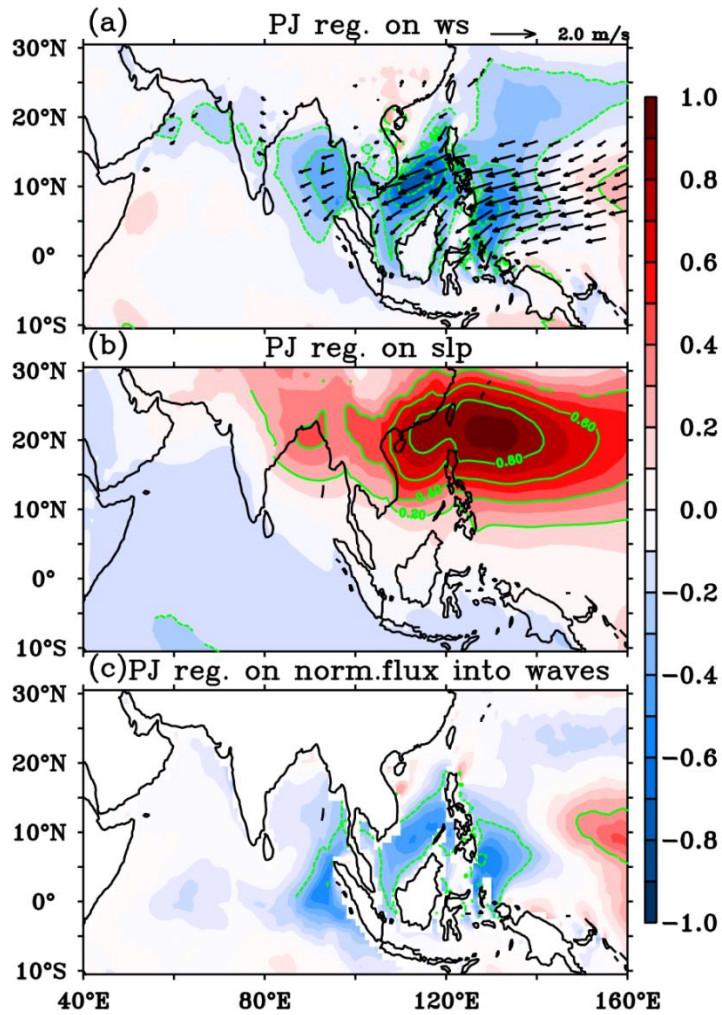 (a) PJ reg. on ws 2.0 m/s
30°N
20°N
10°N
0°
10°S
(b) PJ reg. on slp
30°N
20°N
10°N
0°
10°S
0.60
0.80
0.20
(c) PJ reg. on norm.flux into waves
30°N
20°N
10°N
0°
10°S
40°E 80°E 120°E 160°E
1.0
0.8
0.6
0.4
0.2
0.0
−0.2
−0.4
−0.6
−0.8
−1.0